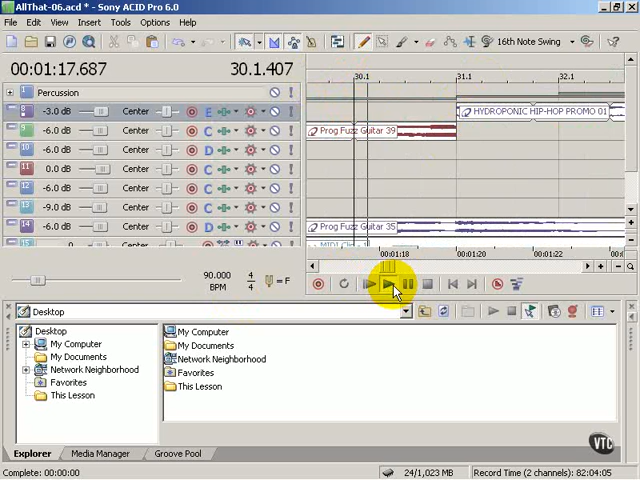 AllThat-06.acd * - Sony ACID Pro 6.0
File Edit View Insert Tools Options Help
16th Note Swing
00:01:17.687 30.1.407
30.1 31.1 32.1
1 Percussion
8 -3.0 dB Center E HYDROPONIC HIP-HOP PROMO 01
9 -6.0 dB Center C Prog Fuzz Guitar 39
10 -6.0 dB Center D
11 0.0 dB Center C
12 -6.0 dB Center C
13 -9.0 dB Center C
14 -6.0 dB Center D Prog Fuzz Guitar 35
00:01:18 00:01:20 00:01:22
90.000 4
BPM 4 = F
Desktop
Desktop
My Computer
My Documents
Network Neighborhood
Favorites
This Lesson
My Computer
My Documents
Network Neighborhood
Favorites
This Lesson
VTC
Explorer Media Manager Groove Pool
Complete: 00:00:00 24/1,023 MB Record Time (2 channels): 82:04:05